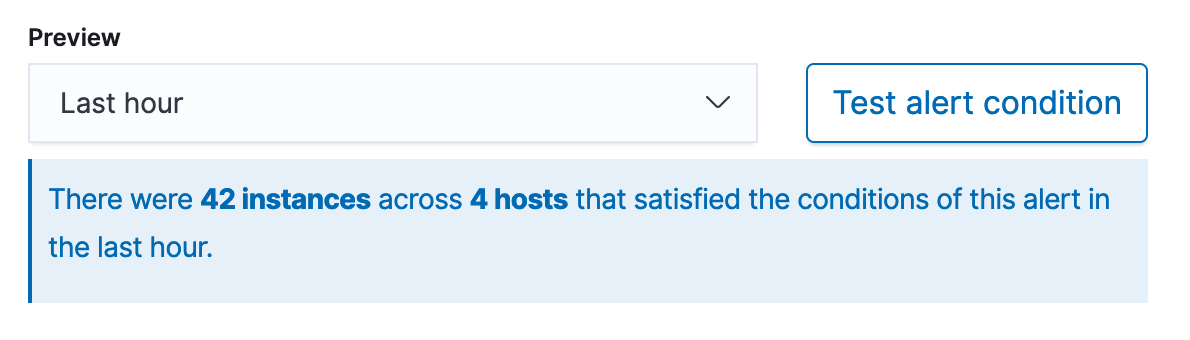 Preview
Last hour
Test alert condition
There were 42 instances across 4 hosts that satisfied the conditions of this alert in
the last hour.